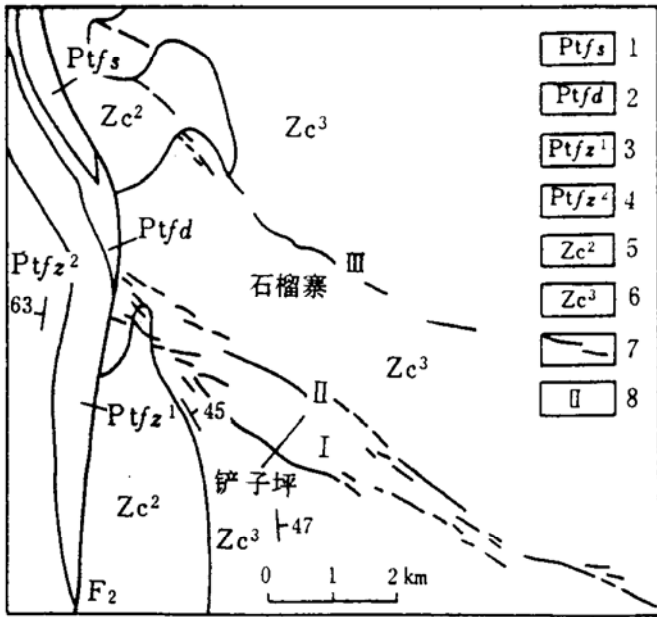 Ptfs
Zc²
Zc³
Ptfd
Ptfz²
63
Ⅲ
石榴寨
Zc³
Ⅱ
Ptfz¹
45
Ⅰ
铲子坪
Zc²
Zc³
47
F₂
0 1 2 km
Ptfs 1
Ptfd 2
Ptfz¹ 3
Ptfz² 4
Zc² 5
Zc³ 6
7
Ⅱ 8